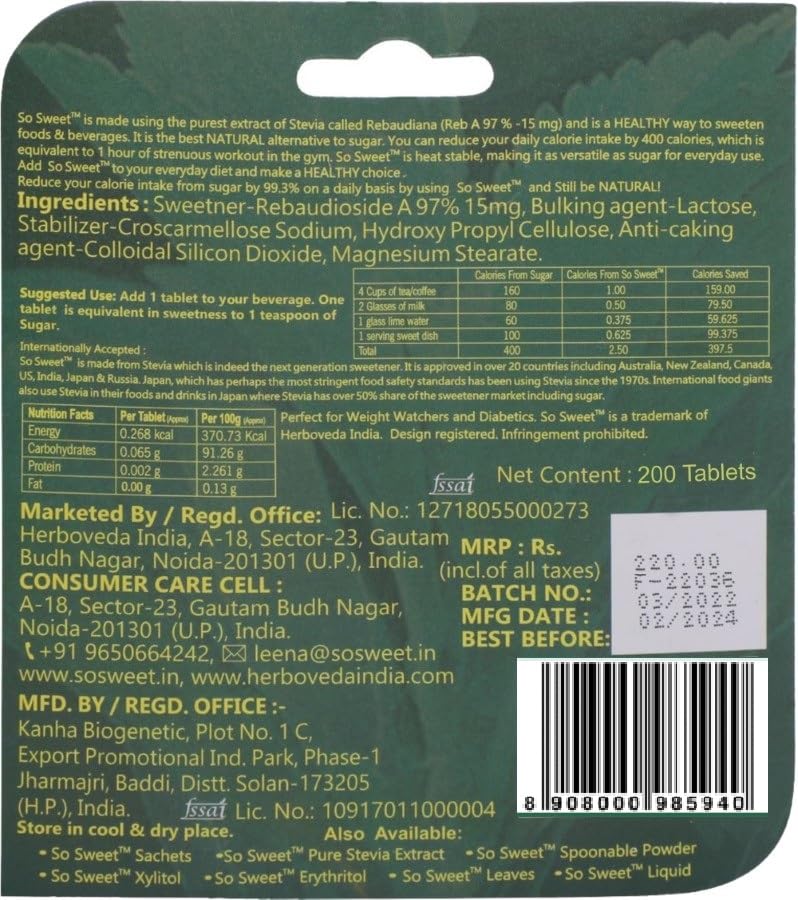 So Sweet™ is made using the purest extract of Stevia called Rebaudiana (Reb A 97 % -15 mg) and is a HEALTHY way to sweeten
foods & beverages. It is the best NATURAL alternative to sugar. You can reduce your daily calorie intake by 400 calories, which is
equivalent to 1 hour of strenuous workout in the gym. So Sweet™ is heat stable, making it as versatile as sugar for everyday use.
Add So Sweet™ to your everyday diet and make a HEALTHY choice.
Reduce your calorie intake from sugar by 99.3% on a daily basis by using So Sweet™ and Still be NATURAL!
Ingredients : Sweetner-Rebaudioside A 97% 15mg, Bulking agent-Lactose,
Stabilizer-Croscarmellose Sodium, Hydroxy Propyl Cellulose, Anti-caking
agent-Colloidal Silicon Dioxide, Magnesium Stearate.
Suggested Use: Add 1 tablet to your beverage. One
tablet is equivalent in sweetness to 1 teaspoon of
Sugar.
Calories From Sugar Calories From So Sweet™ Calories Saved
4 Cups of tea/coffee 160 1.00 159.00
2 Glasses of milk 80 0.50 79.50
1 glass lime water 60 0.375 59.625
1 serving sweet dish 100 0.625 99.375
Total 400 2.50 397.5
Internationally Accepted :
So Sweet™ is made from Stevia which is indeed the next generation sweetener. It is approved in over 20 countries including Australia, New Zealand, Canada,
US, India, Japan & Russia. Japan, which has perhaps the most stringent food safety standards has been using Stevia since the 1970s. International food giants
also use Stevia in their foods and drinks in Japan where Stevia has over 50% share of the sweetener market including sugar.
Nutrition Facts Per Tablet (Approx) Per 100g (Approx)
Energy 0.268 kcal 370.73 Kcal
Carbohydrates 0.065 g 91.26 g
Protein 0.002 g 2.261 g
Fat 0.00 g 0.13 g
Perfect for Weight Watchers and Diabetics. So Sweet™ is a trademark of
Herboveda India. Design registered. Infringement prohibited.
fssai Net Content : 200 Tablets
Marketed By / Regd. Office: Lic. No.: 12718055000273
Herboveda India, A-18, Sector-23, Gautam
Budh Nagar, Noida-201301 (U.P.), India.
CONSUMER CARE CELL :
A-18, Sector-23, Gautam Budh Nagar,
Noida-201301 (U.P.), India.
+91 9650664242, leena@sosweet.in
www.sosweet.in, www.herbovedaindia.com
MRP : Rs. 220.00
(incl.of all taxes)
BATCH NO.: F-22036
MFG DATE : 03/2022
BEST BEFORE: 02/2024
MFD. BY / REGD. OFFICE :-
Kanha Biogenetic, Plot No. 1 C,
Export Promotional Ind. Park, Phase-1
Jharmajri, Baddi, Distt. Solan-173205
(H.P.), India. fssai Lic. No.: 10917011000004
8 908000 985940
Store in cool & dry place. Also Available:
• So Sweet™ Sachets • So Sweet™ Pure Stevia Extract • So Sweet™ Spoonable Powder
• So Sweet™ Xylitol • So Sweet™ Erythritol • So Sweet™ Leaves • So Sweet™ Liquid